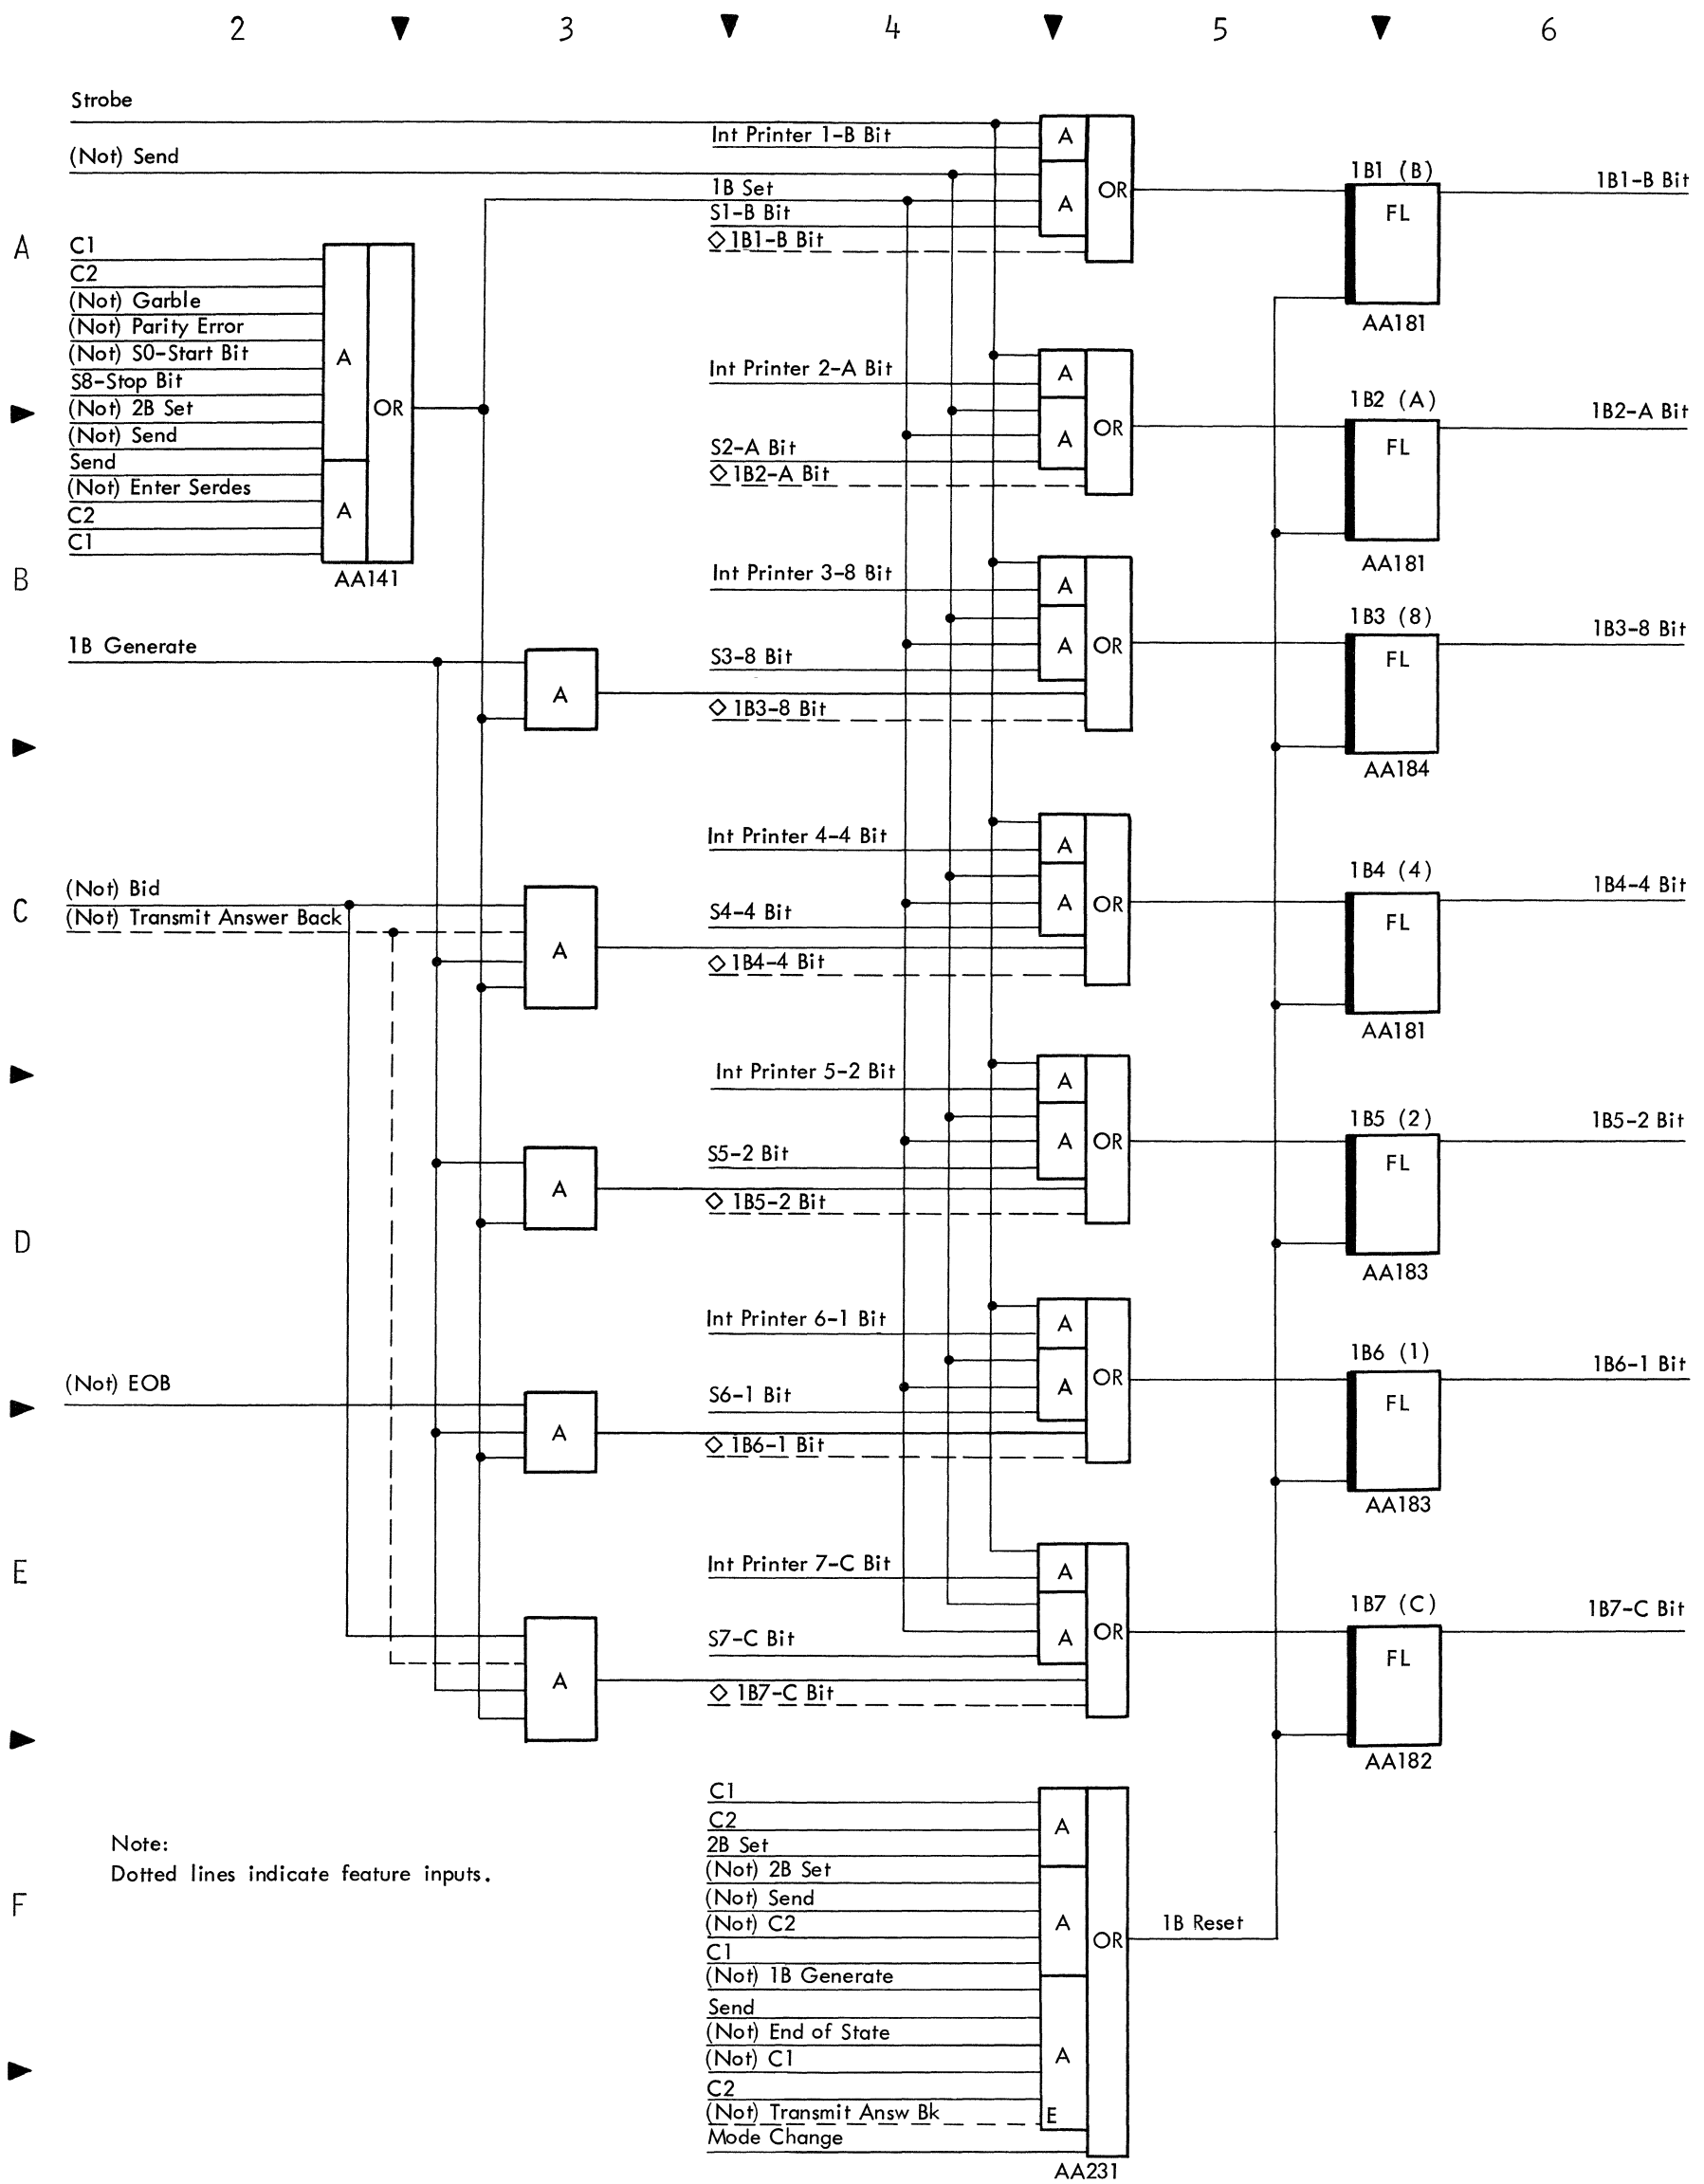 2 3 4 5 6
Strobe
(Not) Send
A
C1
C2
(Not) Garble
(Not) Parity Error
(Not) S0-Start Bit
S8-Stop Bit
(Not) 2B Set
(Not) Send
Send
(Not) Enter Serdes
C2
C1
A
A
OR
AA141
B
1B Generate
A
C
(Not) Bid
(Not) Transmit Answer Back
A
D
A
(Not) EOB
A
E
A
Int Printer 1-B Bit
1B Set
S1-B Bit
◇ 1B1-B Bit
A
A
OR
1B1 (B)
FL
AA181
1B1-B Bit
Int Printer 2-A Bit
S2-A Bit
◇ 1B2-A Bit
A
A
OR
1B2 (A)
FL
AA181
1B2-A Bit
Int Printer 3-8 Bit
S3-8 Bit
◇ 1B3-8 Bit
A
A
OR
1B3 (8)
FL
AA184
1B3-8 Bit
Int Printer 4-4 Bit
S4-4 Bit
◇ 1B4-4 Bit
A
A
OR
1B4 (4)
FL
AA181
1B4-4 Bit
Int Printer 5-2 Bit
S5-2 Bit
◇ 1B5-2 Bit
A
A
OR
1B5 (2)
FL
AA183
1B5-2 Bit
Int Printer 6-1 Bit
S6-1 Bit
◇ 1B6-1 Bit
A
A
OR
1B6 (1)
FL
AA183
1B6-1 Bit
Int Printer 7-C Bit
S7-C Bit
◇ 1B7-C Bit
A
A
OR
1B7 (C)
FL
AA182
1B7-C Bit
Note:
Dotted lines indicate feature inputs.
F
C1
C2
2B Set
(Not) 2B Set
(Not) Send
(Not) C2
C1
(Not) 1B Generate
Send
(Not) End of State
(Not) C1
C2
(Not) Transmit Answ Bk
Mode Change
A
A
A
E
OR
1B Reset
AA231